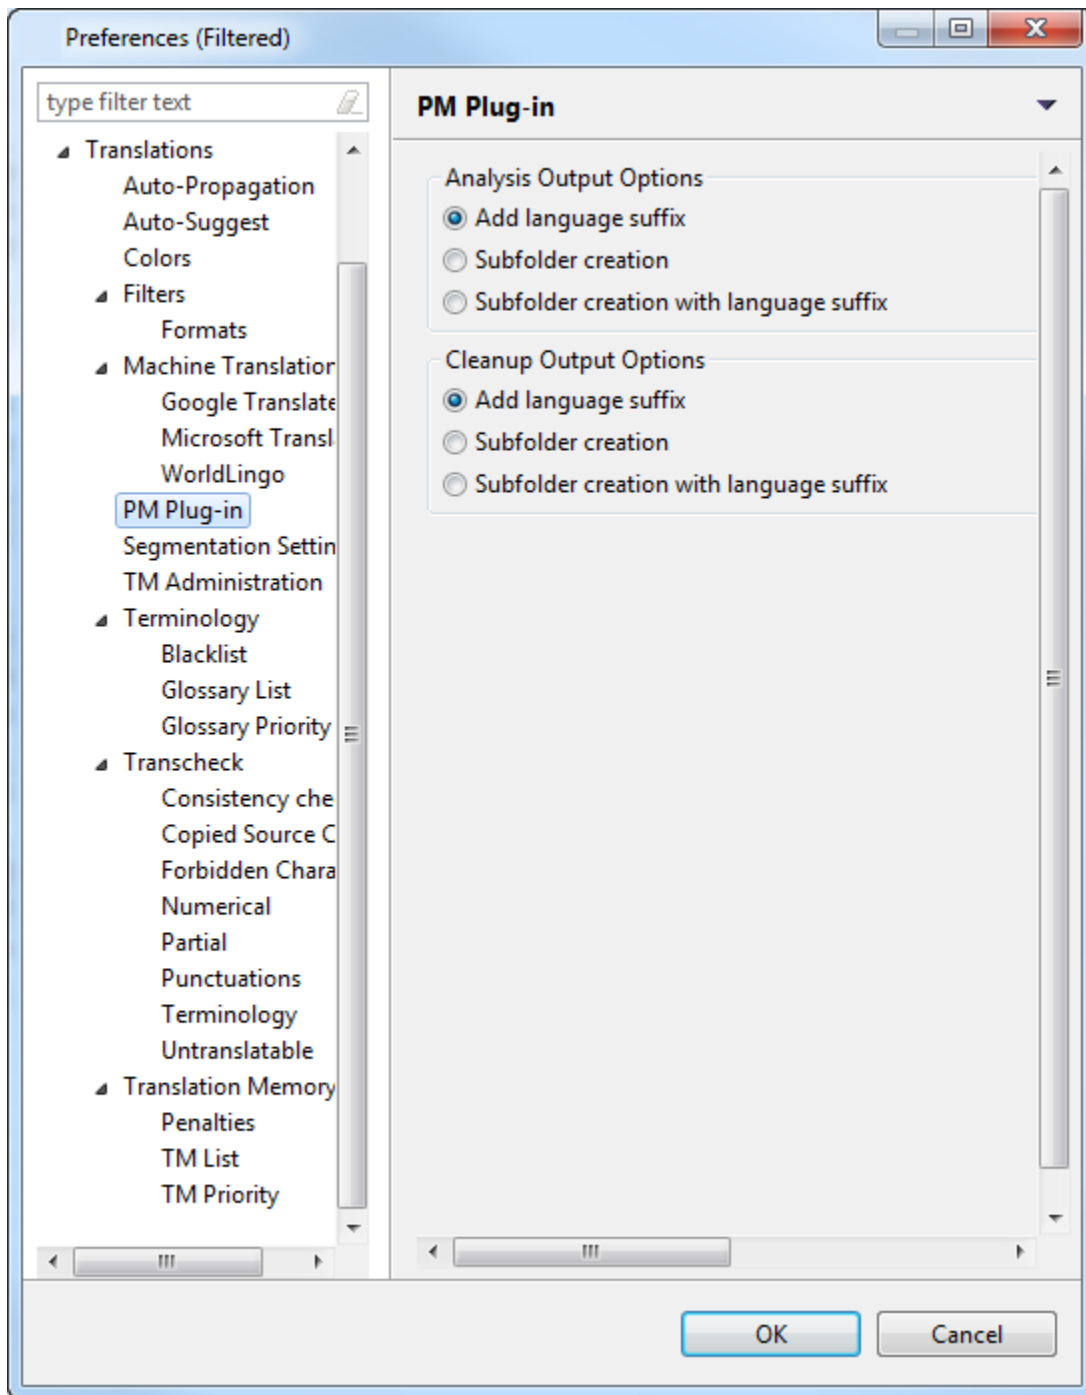 Preferences (Filtered)
type filter text
Translations
Auto-Propagation
Auto-Suggest
Colors
Filters
Formats
Machine Translation
Google Translate
Microsoft Transl
WorldLingo
PM Plug-in
Segmentation Settin
TM Administration
Terminology
Blacklist
Glossary List
Glossary Priority
Transcheck
Consistency che
Copied Source C
Forbidden Chara
Numerical
Partial
Punctuations
Terminology
Untranslatable
Translation Memory
Penalties
TM List
TM Priority
PM Plug-in
Analysis Output Options
Add language suffix
Subfolder creation
Subfolder creation with language suffix
Cleanup Output Options
Add language suffix
Subfolder creation
Subfolder creation with language suffix
OK
Cancel